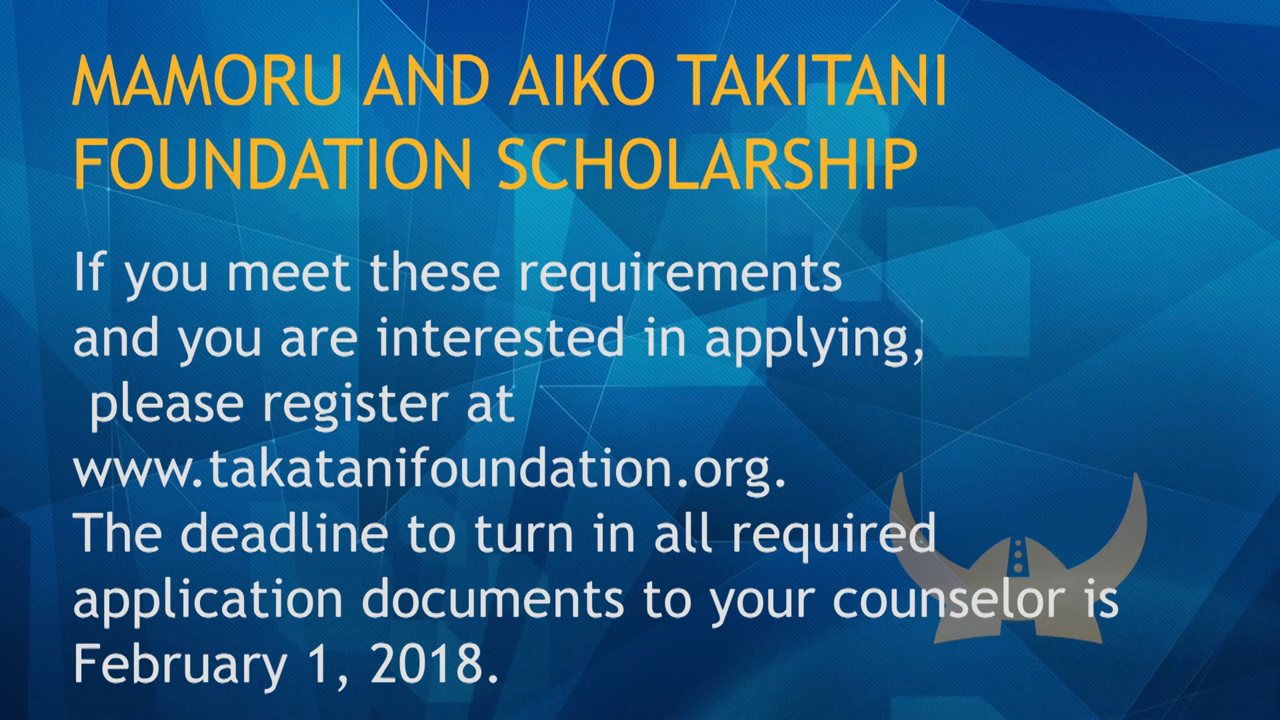 MAMORU AND AIKO TAKITANI
FOUNDATION SCHOLARSHIP
If you meet these requirements
and you are interested in applying,
please register at
www.takatanifoundation.org.
The deadline to turn in all required
application documents to your counselor is
February 1, 2018.